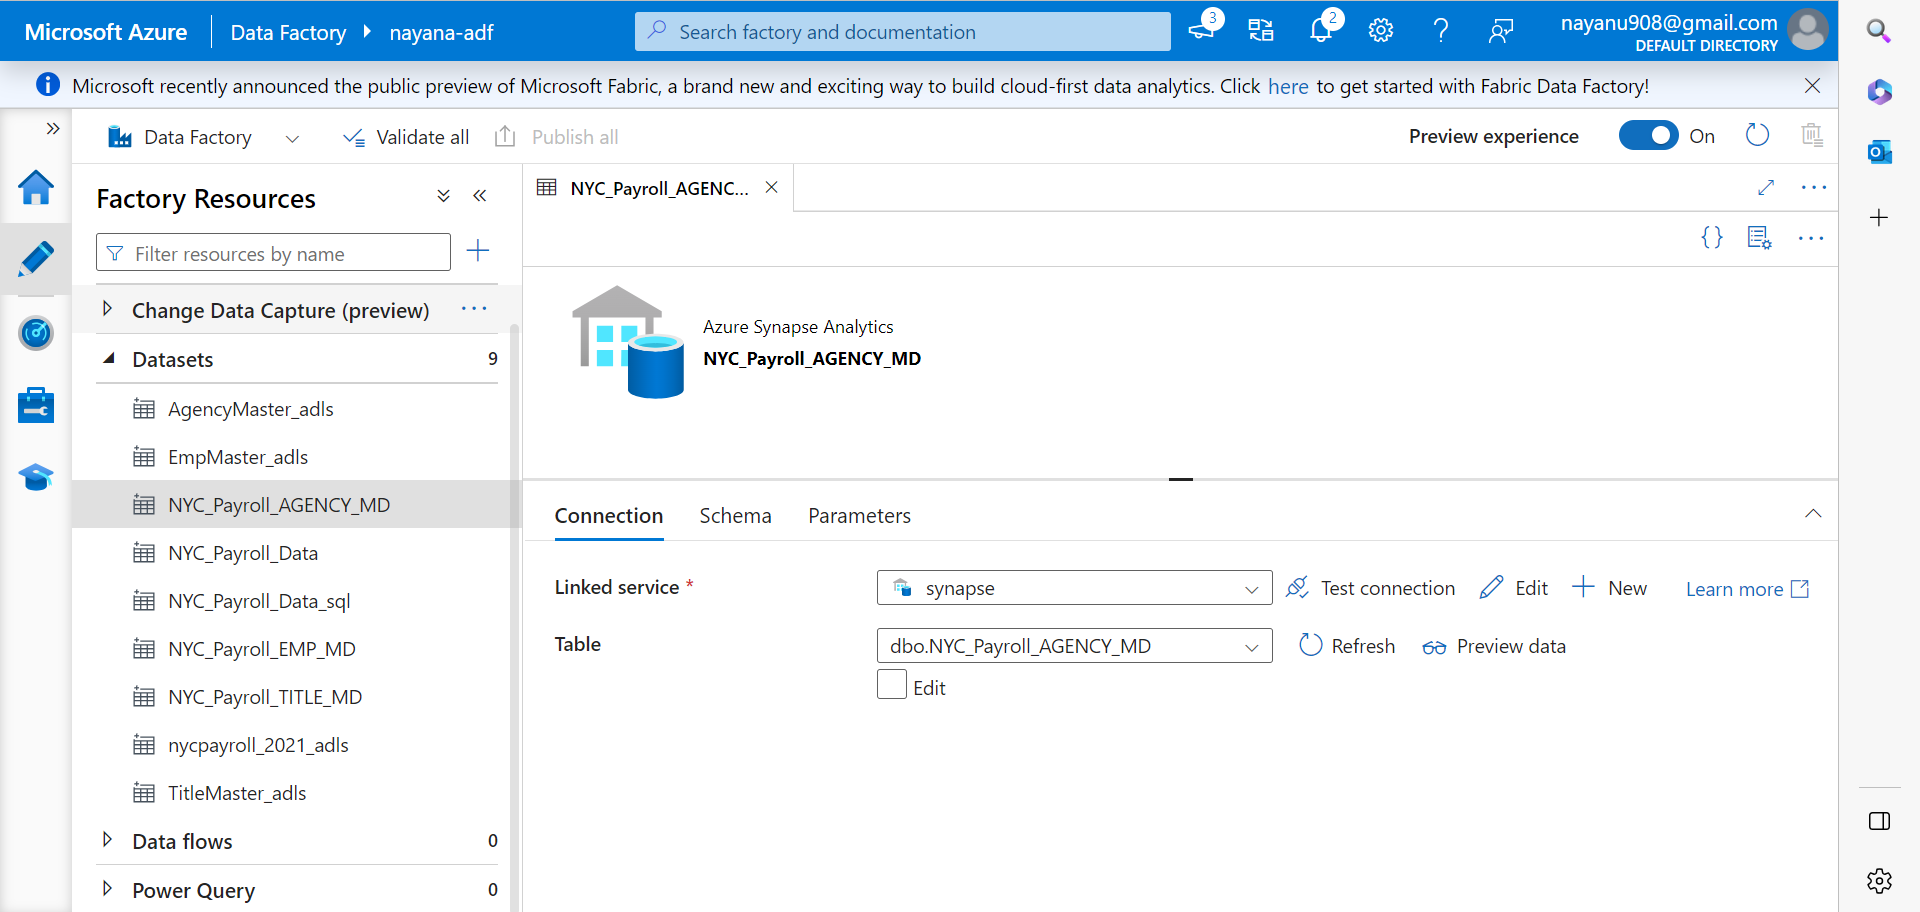 Microsoft Azure
Data Factory
nayana-adf
Search factory and documentation
3
2
nayanu908@gmail.com
DEFAULT DIRECTORY
Microsoft recently announced the public preview of Microsoft Fabric, a brand new and exciting way to build cloud-first data analytics. Click here to get started with Fabric Data Factory!
Data Factory
Validate all
Publish all
Preview experience
On
Factory Resources
Filter resources by name
Change Data Capture (preview)
Datasets 9
AgencyMaster_adls
EmpMaster_adls
NYC_Payroll_AGENCY_MD
NYC_Payroll_Data
NYC_Payroll_Data_sql
NYC_Payroll_EMP_MD
NYC_Payroll_TITLE_MD
nycpayroll_2021_adls
TitleMaster_adls
Data flows 0
Power Query 0
NYC_Payroll_AGENC...
Azure Synapse Analytics
NYC_Payroll_AGENCY_MD
Connection
Schema
Parameters
Linked service *
synapse
Test connection
Edit
New
Learn more
Table
dbo.NYC_Payroll_AGENCY_MD
Refresh
Preview data
Edit